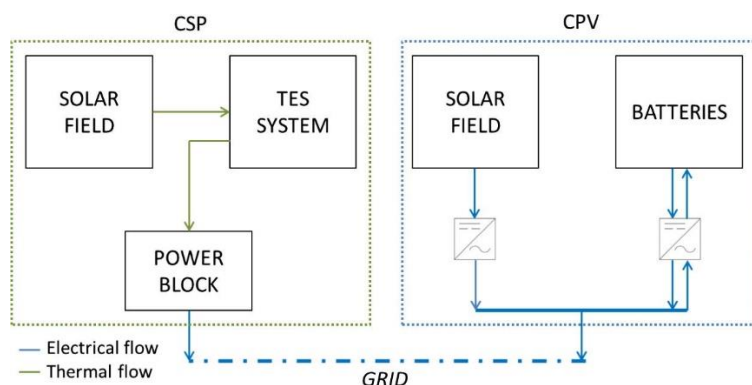 CSP
CPV
SOLAR
FIELD
TES
SYSTEM
SOLAR
FIELD
BATTERIES
POWER
BLOCK
Electrical flow
Thermal flow
GRID